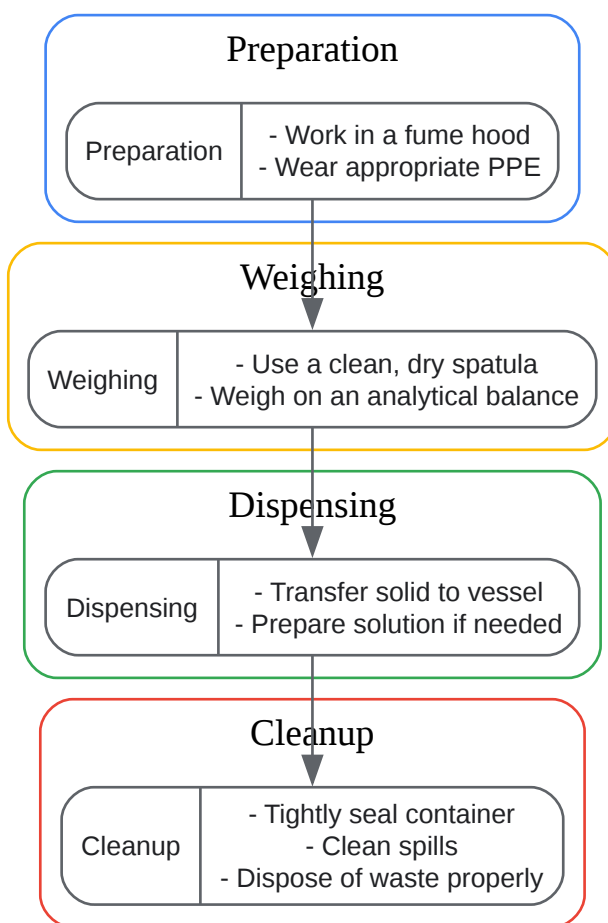 Preparation
Preparation
- Work in a fume hood
- Wear appropriate PPE
Weighing
Weighing
- Use a clean, dry spatula
- Weigh on an analytical balance
Dispensing
Dispensing
- Transfer solid to vessel
- Prepare solution if needed
Cleanup
Cleanup
- Tightly seal container
- Clean spills
- Dispose of waste properly